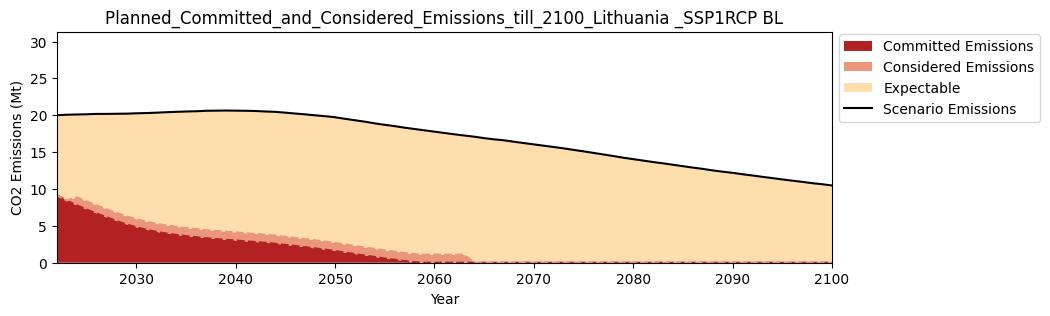 Planned_Committed_and_Considered_Emissions_till_2100_Lithuania _SSP1RCP BL
30
25
20
15
10
5
0
CO2 Emissions (Mt)
2030 2040 2050 2060 2070 2080 2090 2100
Year
Committed Emissions
Considered Emissions
Expectable
Scenario Emissions